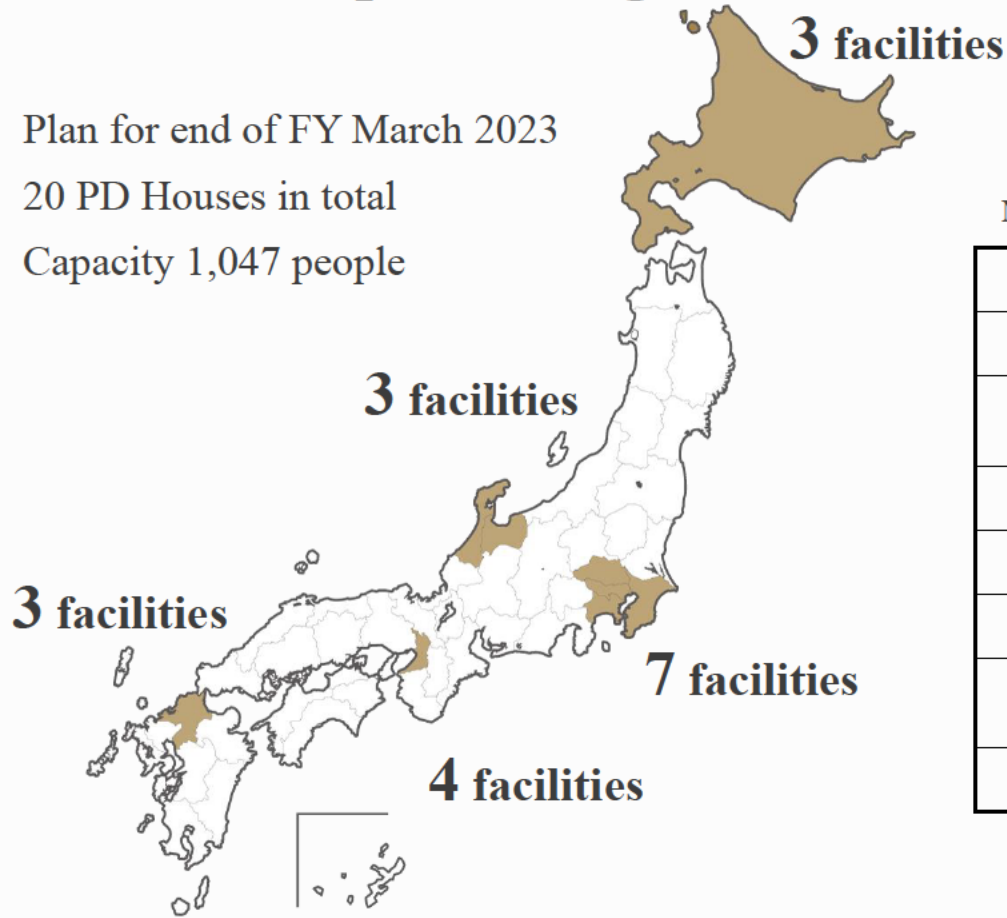 3 facilities
Plan for end of FY March 2023
20 PD Houses in total
Capacity 1,047 people
3 facilities
3 facilities
7 facilities
4 facilities